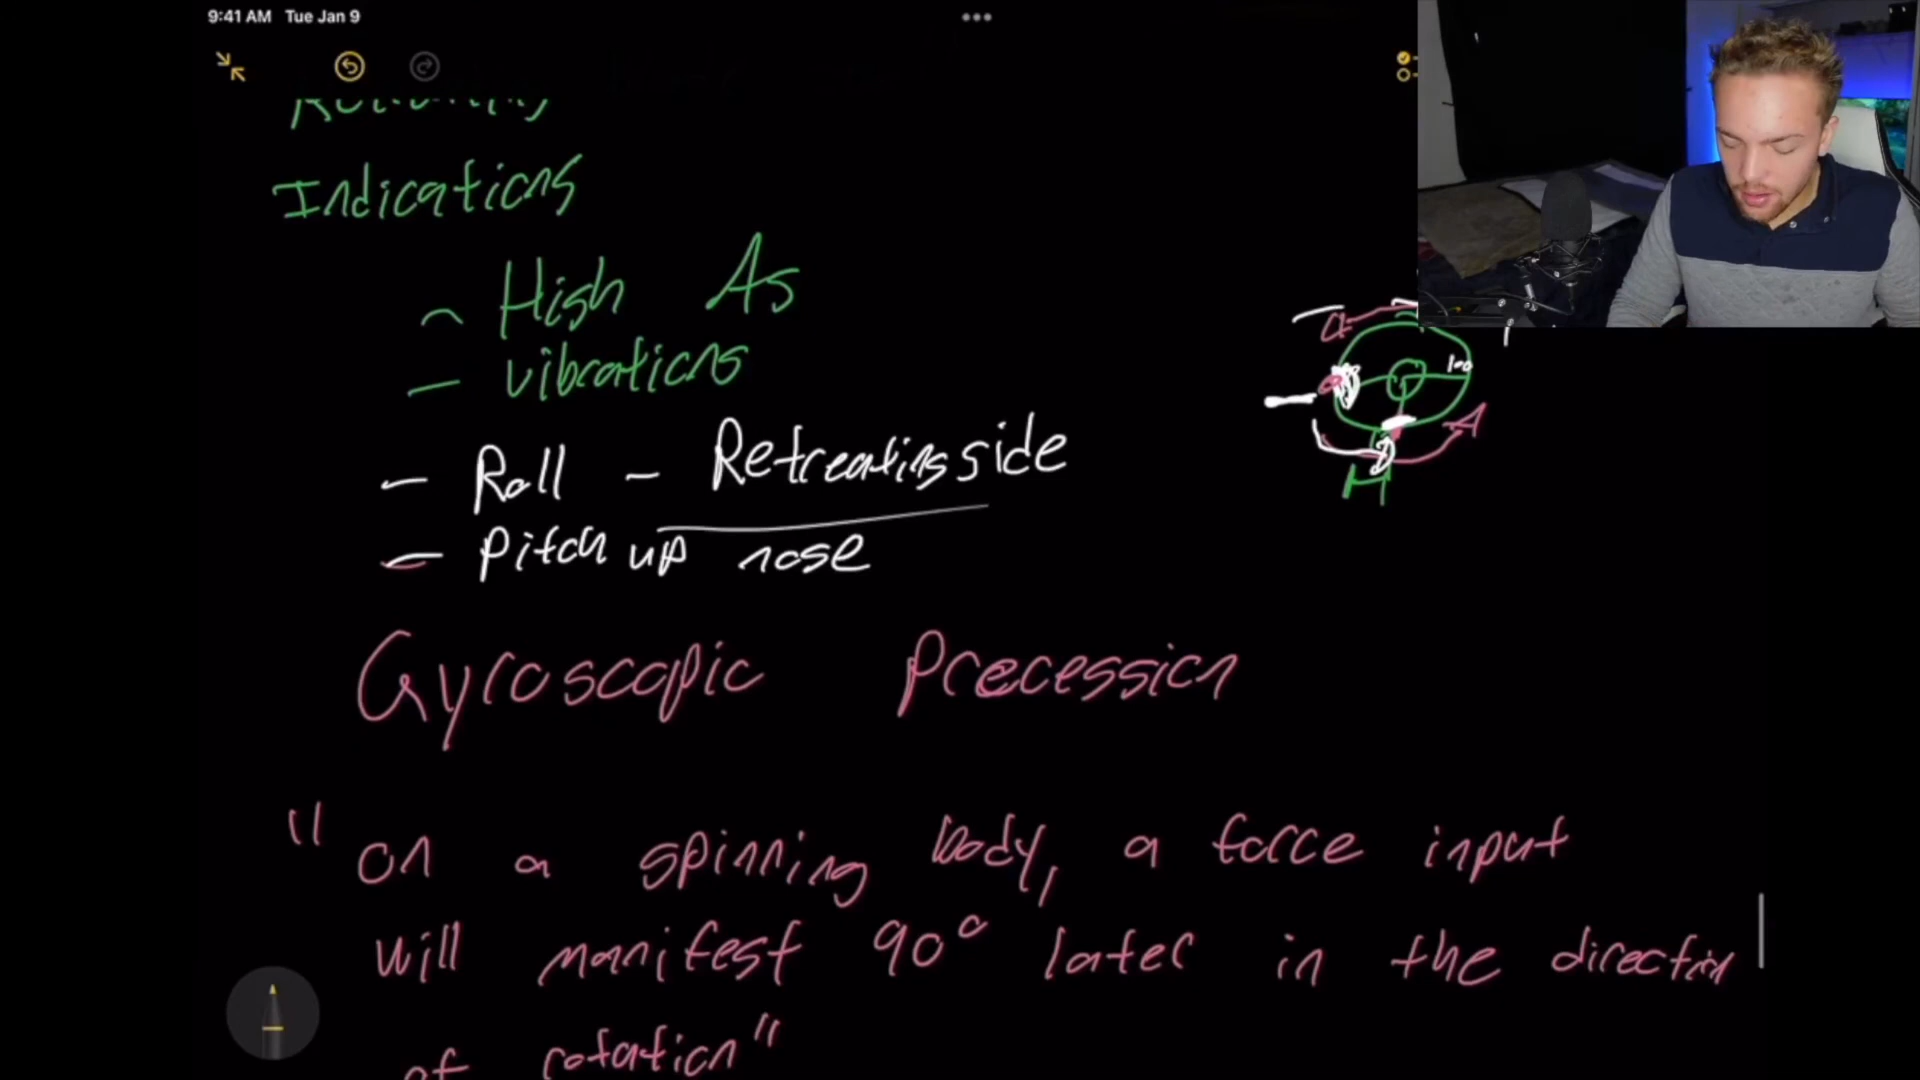 9:41 AM Tue Jan 9
Indications
- High As
- vibrations
- Roll - Retreating side
- Pitch up nose
100
A
H
Gyroscopic Precession
"on a spinning body, a force input
will manifest 90° later in the direction
of rotation"